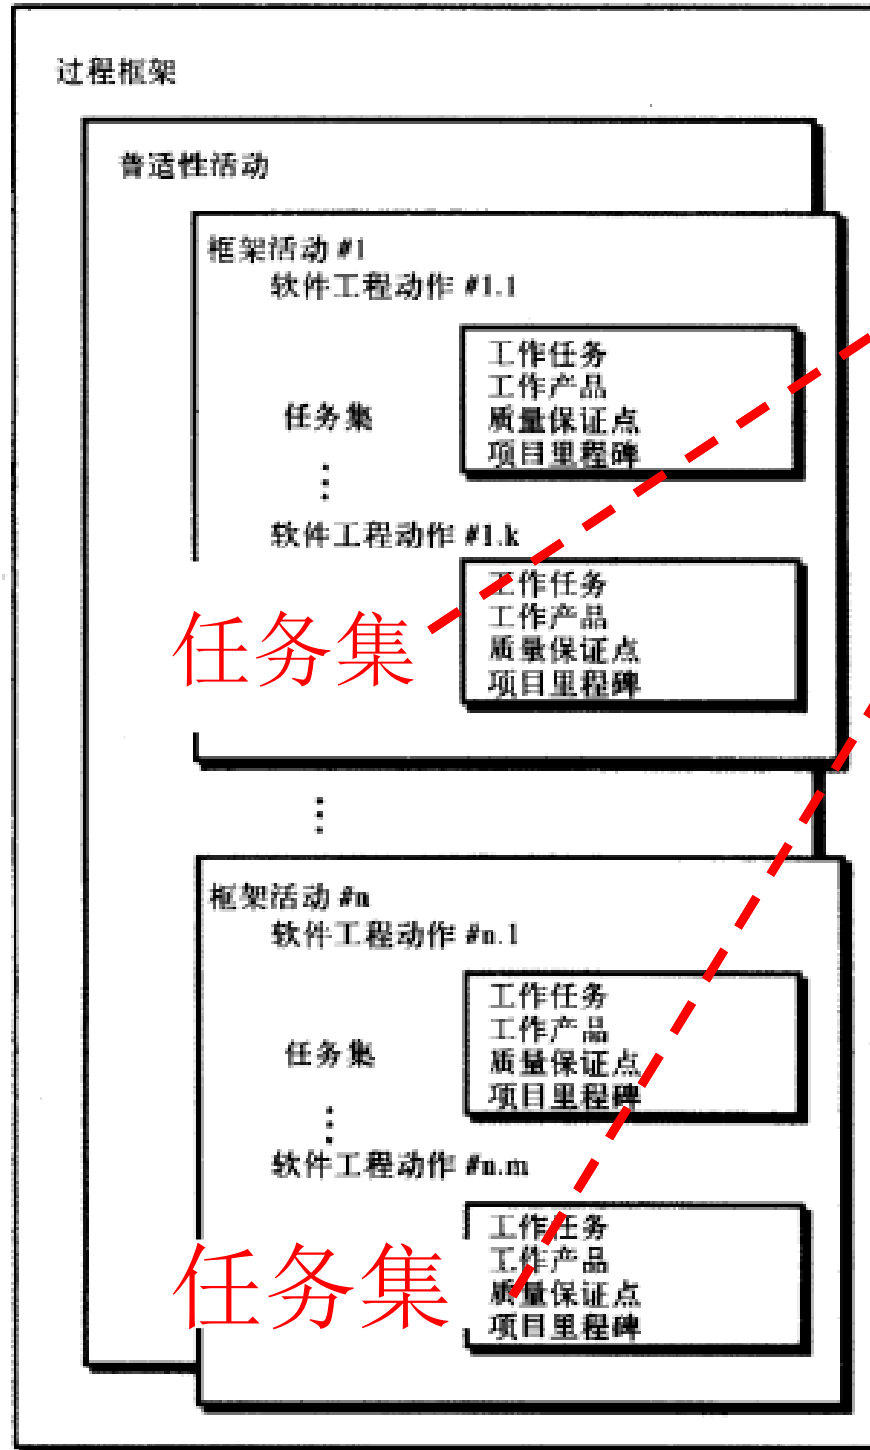 过程框架
普适性活动
框架活动 #1
软件工程动作 #1.1
工作任务
工作产品
任务集
质量保证点
项目里程碑
软件工程动作 #1.k
工作任务
工作产品
任务集
质量保证点
项目里程碑
框架活动 #n
软件工程动作 #n.1
工作任务
工作产品
任务集
质量保证点
项目里程碑
软件工程动作 #n.m
工作任务
工作产品
任务集
质量保证点
项目里程碑